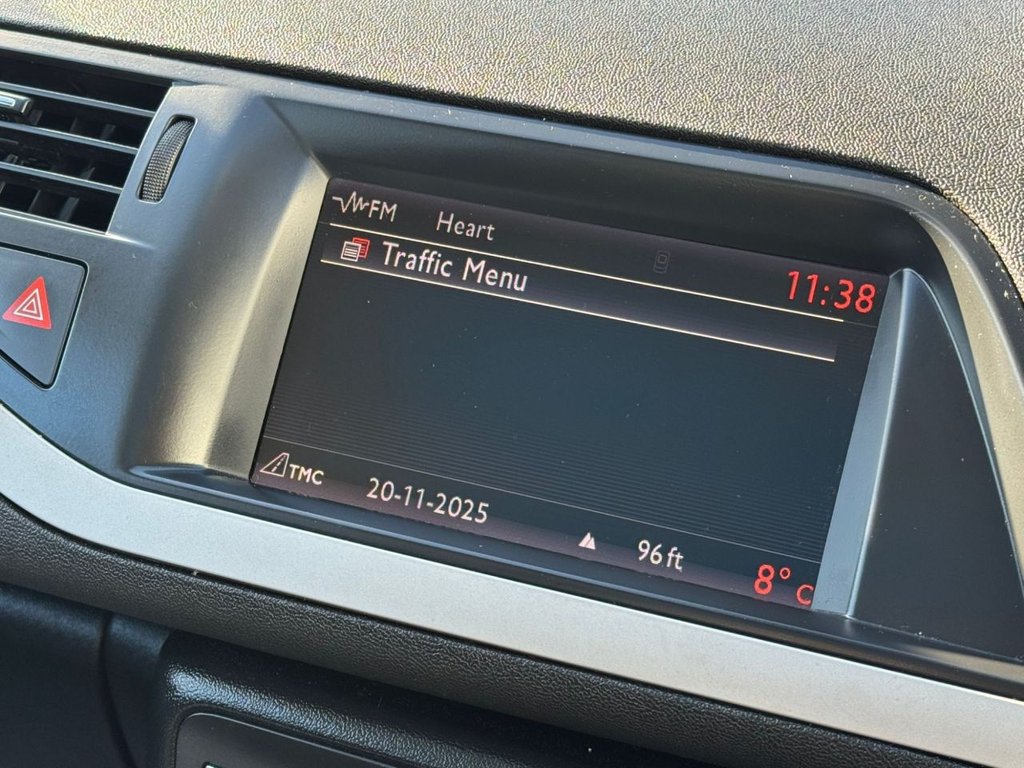 FM Heart
Traffic Menu 11:38
TMC 20-11-2025 96 ft 8° C